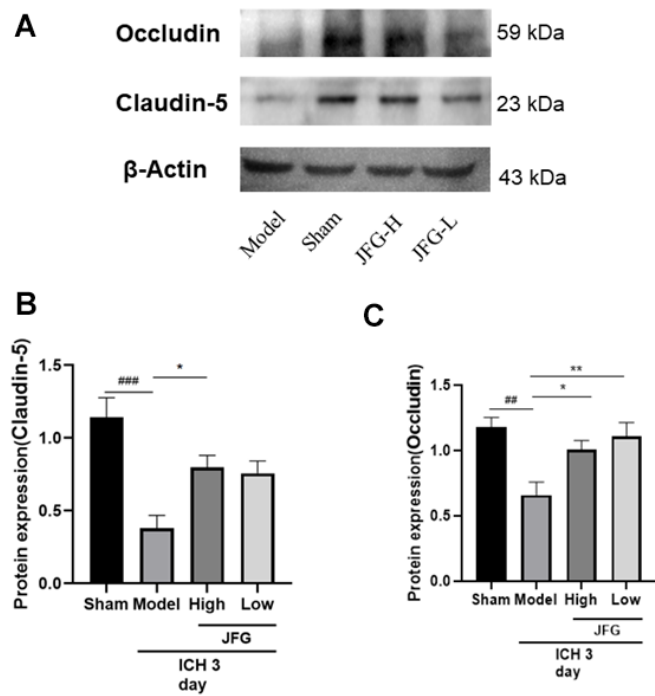 A
Occludin
59 kDa
Claudin-5
23 kDa
β-Actin
43 kDa
Model
Sham
JFG-H
JFG-L
B
Protein expression(Claudin-5)
1.5
1.0
0.5
0.0
###
*
Sham Model High Low
JFG
ICH 3
day
C
Protein expression(Occludin)
1.5
1.0
0.5
0.0
##
*
**
Sham Model High Low
JFG
ICH 3
day